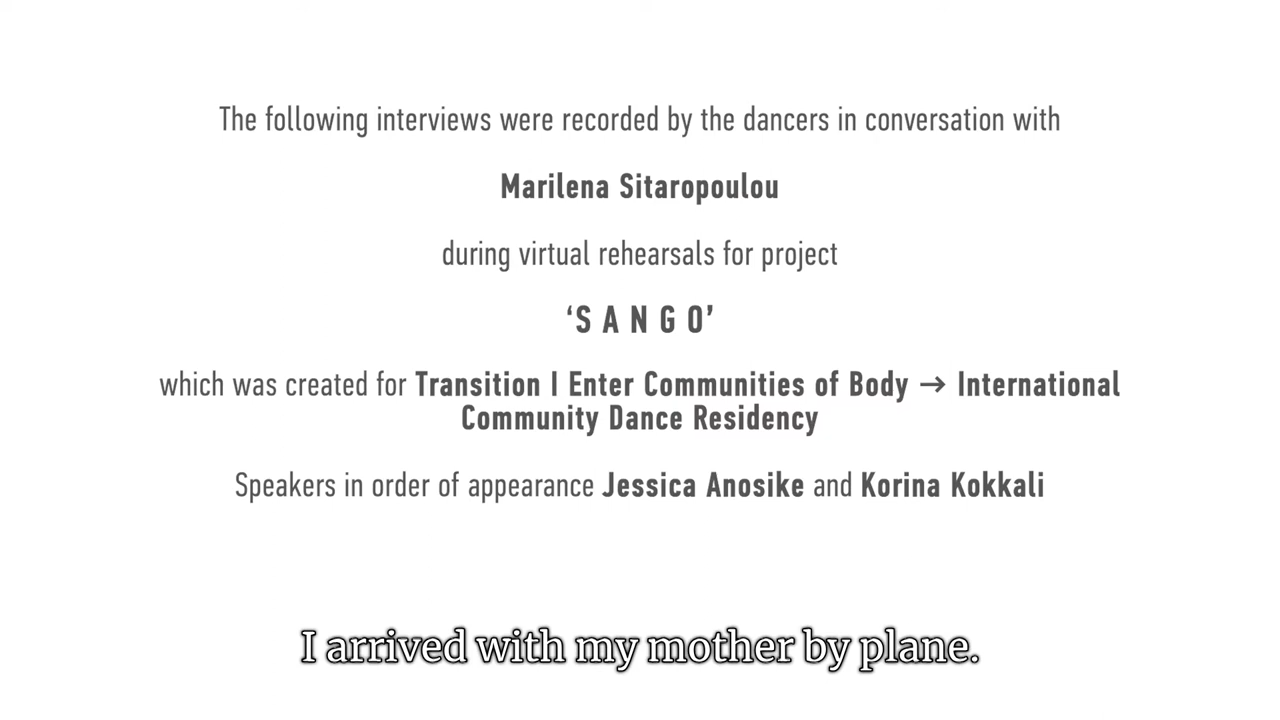 The following interviews were recorded by the dancers in conversation with
Marilena Sitaropoulou
during virtual rehearsals for project
‘S A N G O’
which was created for Transition I Enter Communities of Body → International
Community Dance Residency
Speakers in order of appearance Jessica Anosike and Korina Kokkali
I arrived with my mother by plane.